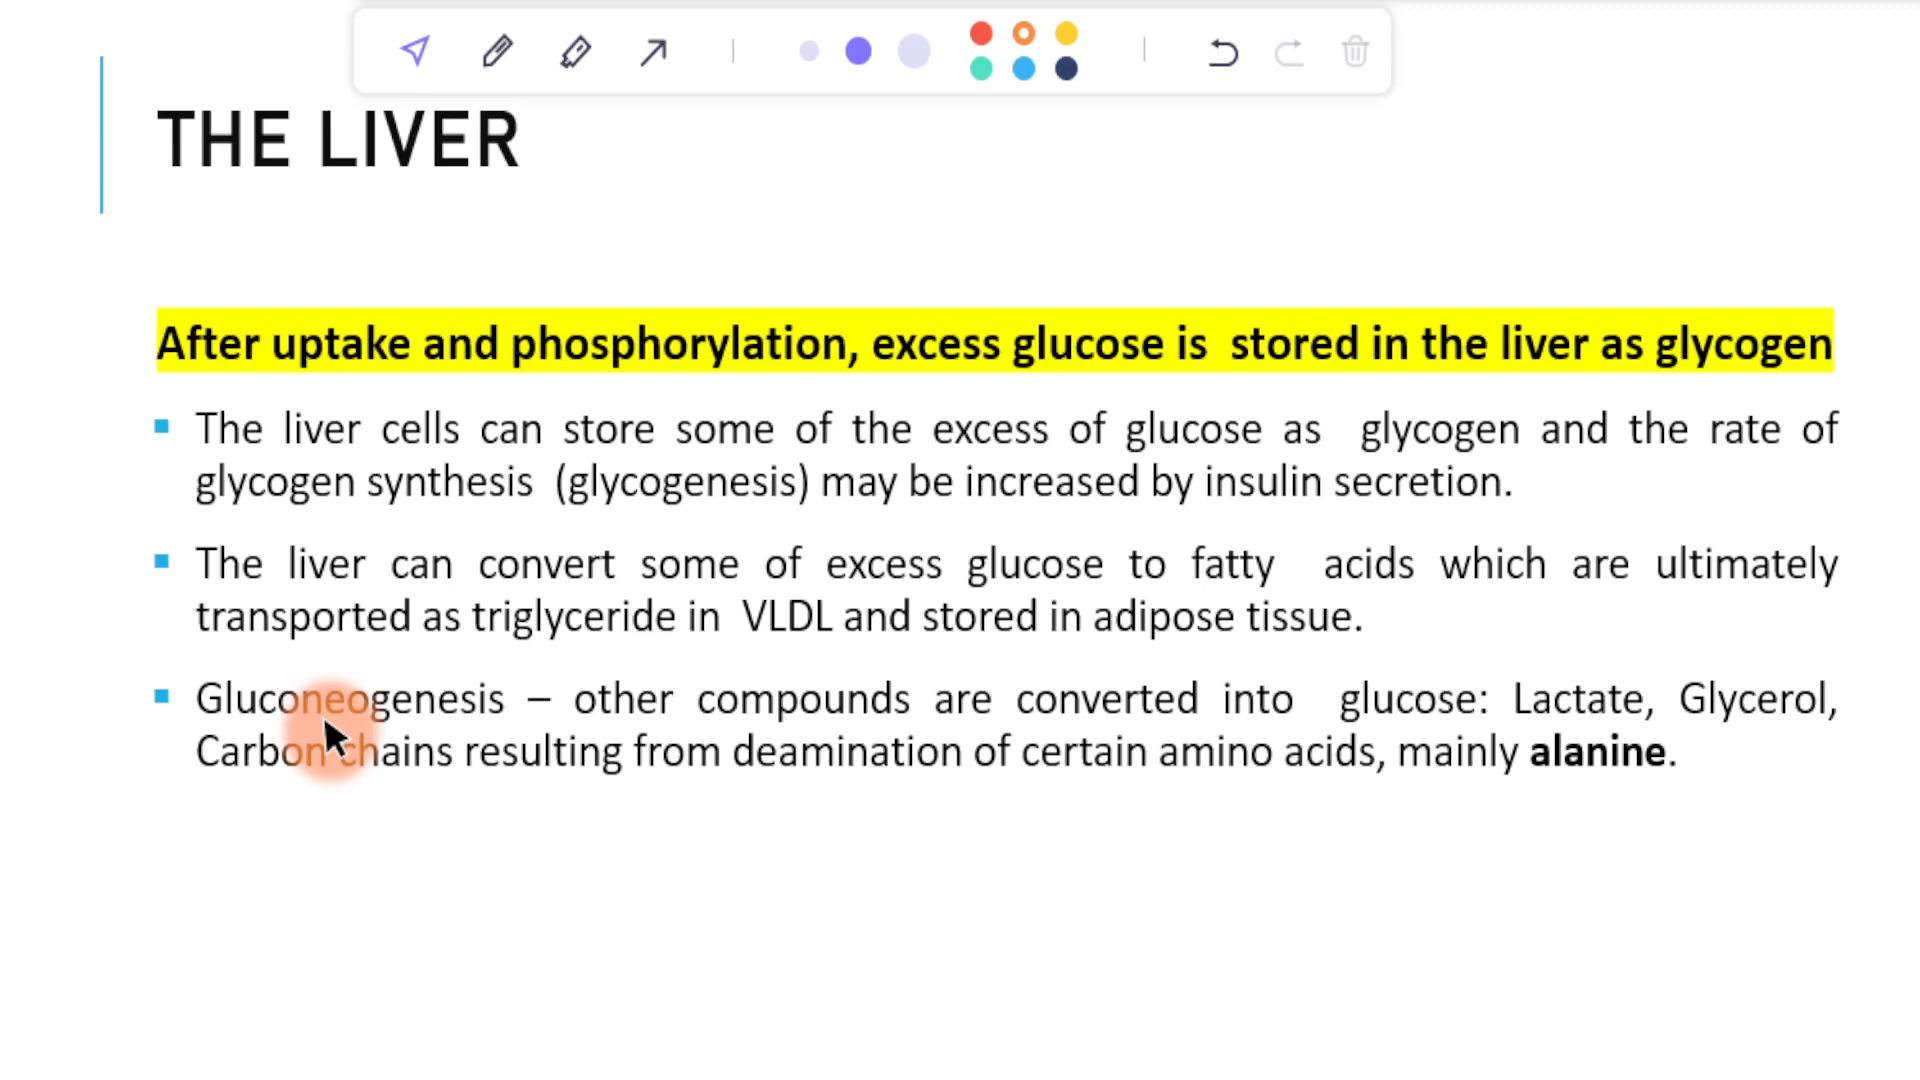 THE LIVER
After uptake and phosphorylation, excess glucose is stored in the liver as glycogen
The liver cells can store some of the excess of glucose as glycogen and the rate of
glycogen synthesis (glycogenesis) may be increased by insulin secretion.
The liver can convert some of excess glucose to fatty acids which are ultimately
transported as triglyceride in VLDL and stored in adipose tissue.
Gluconeogenesis – other compounds are converted into glucose: Lactate, Glycerol,
Carbon chains resulting from deamination of certain amino acids, mainly alanine.